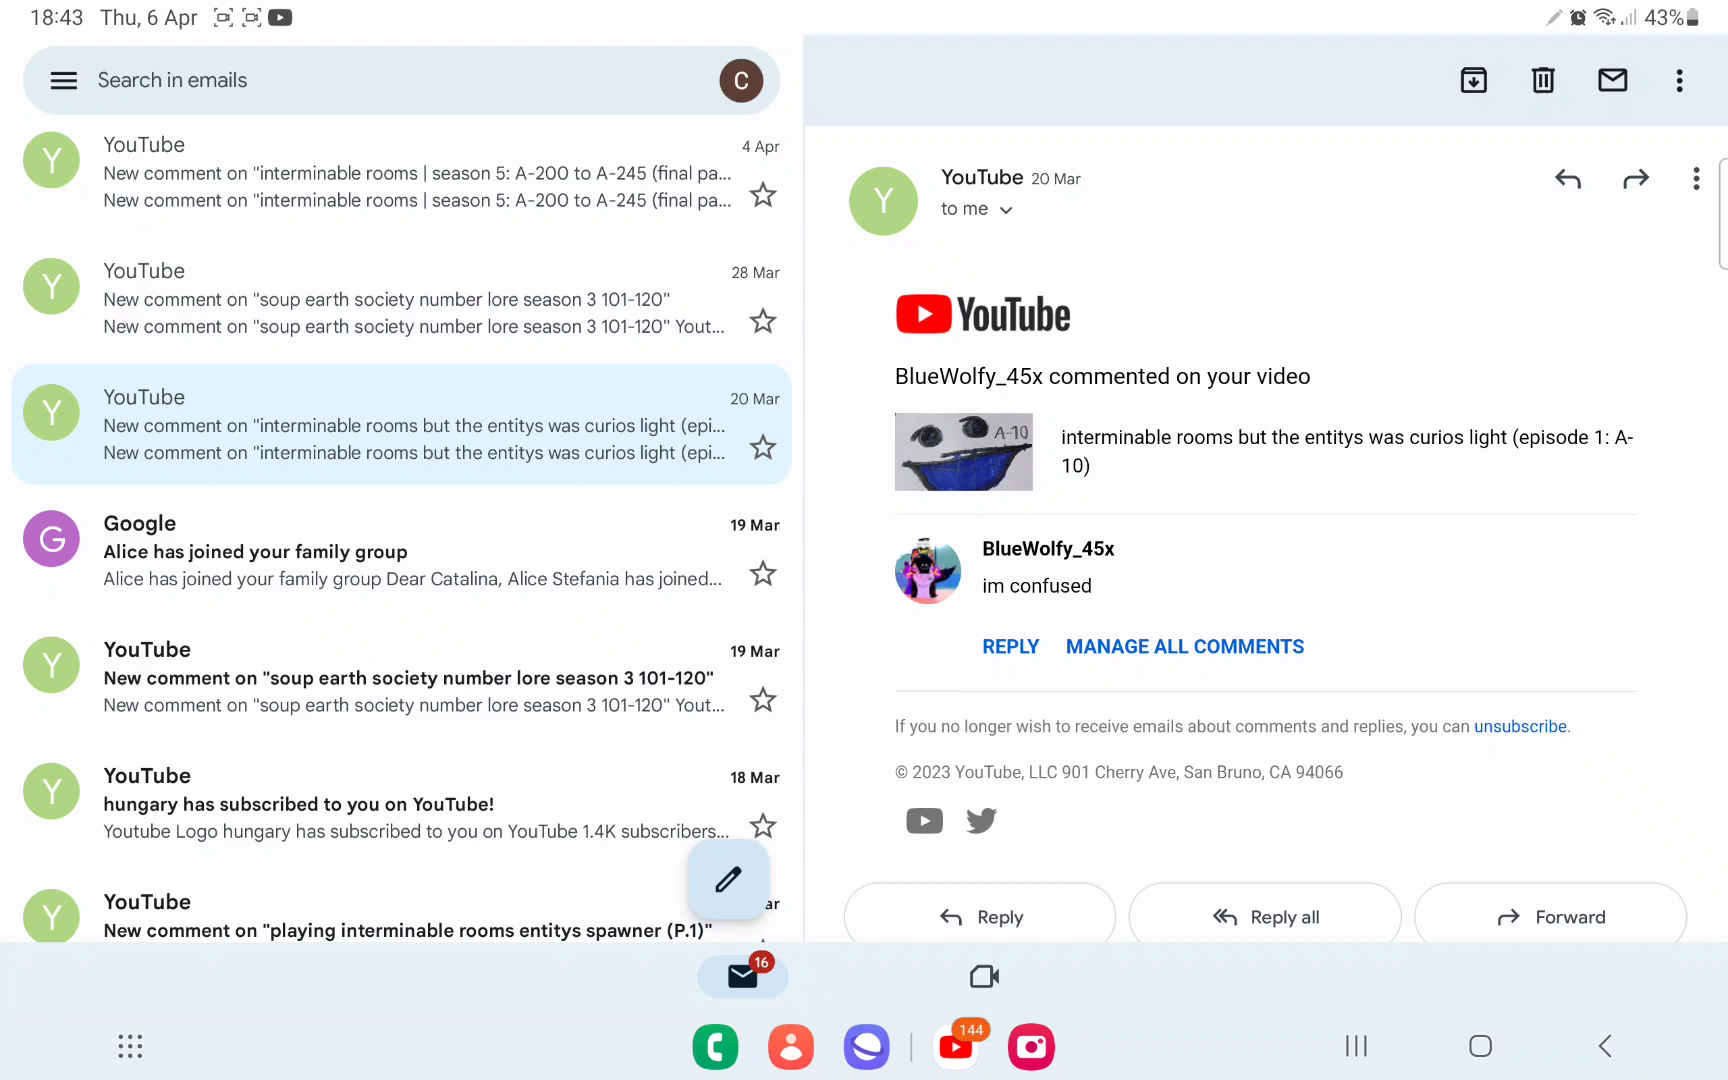 18:43 Thu, 6 Apr
43%
Search in emails
C
Y
YouTube
4 Apr
New comment on "interminable rooms | season 5: A-200 to A-245 (final pa...
New comment on "interminable rooms | season 5: A-200 to A-245 (final pa...
Y
YouTube
28 Mar
New comment on "soup earth society number lore season 3 101-120"
New comment on "soup earth society number lore season 3 101-120" Yout...
Y
YouTube
20 Mar
New comment on "interminable rooms but the entitys was curios light (epi...
New comment on "interminable rooms but the entitys was curios light (epi...
G
Google
19 Mar
Alice has joined your family group
Alice has joined your family group Dear Catalina, Alice Stefania has joined...
Y
YouTube
19 Mar
New comment on "soup earth society number lore season 3 101-120"
New comment on "soup earth society number lore season 3 101-120" Yout...
Y
YouTube
18 Mar
hungary has subscribed to you on YouTube!
Youtube Logo hungary has subscribed to you on YouTube 1.4K subscribers...
Y
YouTube
ar
New comment on "playing interminable rooms entitys spawner (P.1)"
Y
YouTube 20 Mar
to me
YouTube
BlueWolfy_45x commented on your video
A-10
interminable rooms but the entitys was curios light (episode 1: A-
10)
BlueWolfy_45x
im confused
REPLY MANAGE ALL COMMENTS
If you no longer wish to receive emails about comments and replies, you can unsubscribe.
© 2023 YouTube, LLC 901 Cherry Ave, San Bruno, CA 94066
Reply
Reply all
Forward
16
144